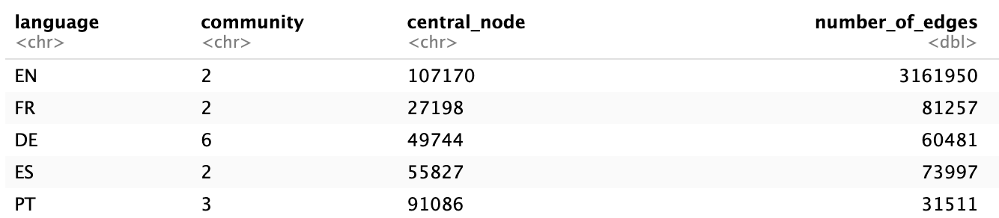 language community central_node number_of_edges
<chr> <chr> <chr> <dbl>
EN 2 107170 3161950
FR 2 27198 81257
DE 6 49744 60481
ES 2 55827 73997
PT 3 91086 31511